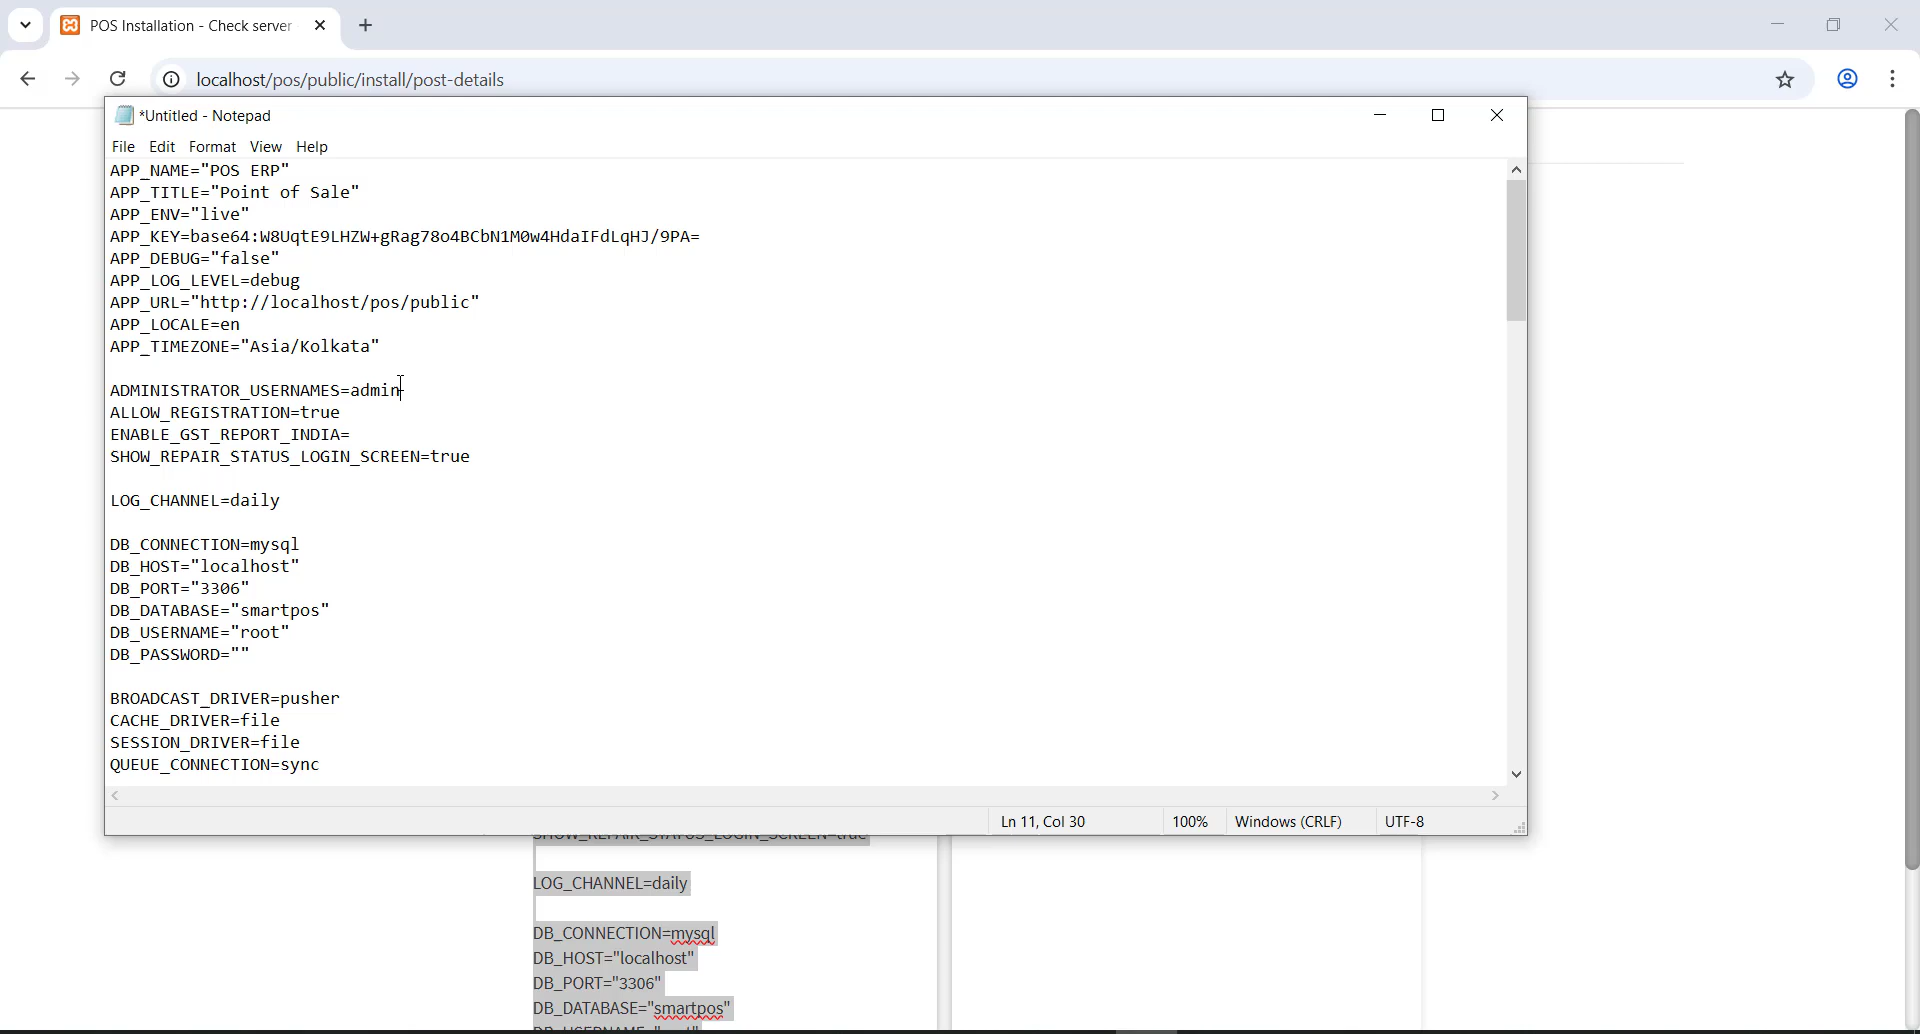 POS Installation - Check server
localhost/pos/public/install/post-details
*Untitled - Notepad
File Edit Format View Help
APP_NAME="POS ERP"
APP_TITLE="Point of Sale"
APP_ENV="live"
APP_KEY=base64:W8UqtE9LHZW+gRag78o4BCbN1M0w4HdaIFdLqHJ/9PA=
APP_DEBUG="false"
APP_LOG_LEVEL=debug
APP_URL="http://localhost/pos/public"
APP_LOCALE=en
APP_TIMEZONE="Asia/Kolkata"
ADMINISTRATOR_USERNAMES=admin
ALLOW_REGISTRATION=true
ENABLE_GST_REPORT_INDIA=
SHOW_REPAIR_STATUS_LOGIN_SCREEN=true
LOG_CHANNEL=daily
DB_CONNECTION=mysql
DB_HOST="localhost"
DB_PORT="3306"
DB_DATABASE="smartpos"
DB_USERNAME="root"
DB_PASSWORD=""
BROADCAST_DRIVER=pusher
CACHE_DRIVER=file
SESSION_DRIVER=file
QUEUE_CONNECTION=sync
Ln 11, Col 30 100% Windows (CRLF) UTF-8
SHOW_REPAIR_STATUS_LOGIN_SCREEN=true
LOG_CHANNEL=daily
DB_CONNECTION=mysql
DB_HOST="localhost"
DB_PORT="3306"
DB_DATABASE="smartpos"